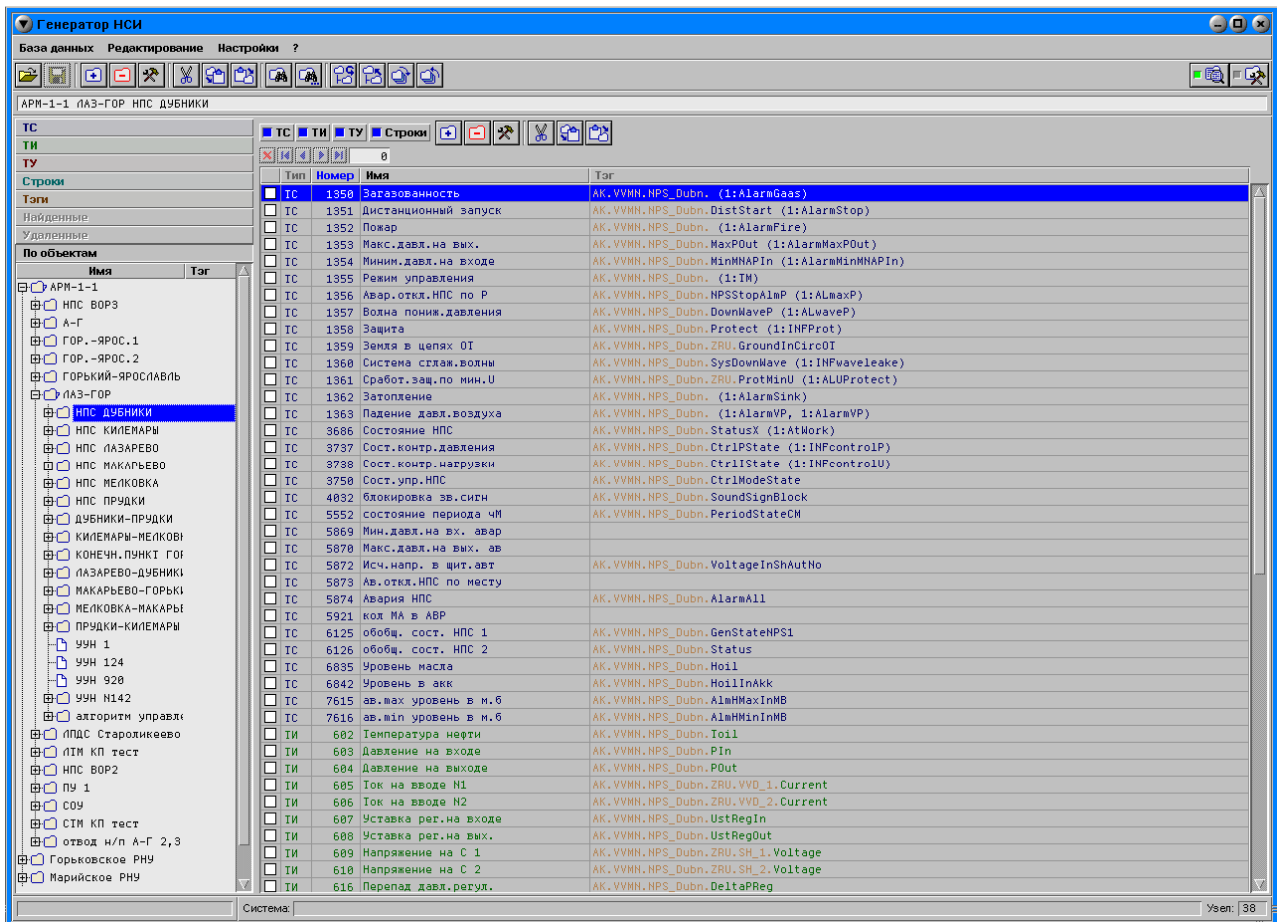 Генератор НСИ
База данных Редактирование Настройки ?
АРМ-1-1 ЛАЗ-ГОР НПС ДУБНИКИ
ТС
ТИ
ТУ
Строки
Тэги
Найденные
Удаленные
По объектам
Имя Тэг
АРМ-1-1
НПС ВОР3
А-Г
ГОР.-ЯРОС.1
ГОР.-ЯРОС.2
ГОРЬКИЙ-ЯРОСЛАВЛЬ
ЛАЗ-ГОР
НПС ДУБНИКИ
НПС КИЛЕМАРЫ
НПС ЛАЗАРЕВО
НПС МАКАРЬЕВО
НПС МЕЛКОВКА
НПС ПРУДКИ
ДУБНИКИ-ПРУДКИ
КИЛЕМАРЫ-МЕЛКОВ
КОНЕЧН.ПУНКТ ГО
ЛАЗАРЕВО-ДУБНИК
МАКАРЬЕВО-ГОРЬК
МЕЛКОВКА-МАКАРЬ
ПРУДКИ-КИЛЕМАРЫ
УУН 1
УУН 124
УУН 920
УУН N142
алгоритм управл
ЛПДС Староликеево
ЛТМ КП тест
НПС ВОР2
ПУ 1
СОУ
СТМ КП тест
отвод н/п А-Г 2,3
Горьковское РНУ
Марийское РНУ
ТС ТИ ТУ Строки
0
Тип Номер Имя Тэг
ТС 1350 Загазованность AK.VVMN.NPS_Dubn. (1:AlarmGaas)
ТС 1351 Дистанционный запуск AK.VVMN.NPS_Dubn.DistStart (1:AlarmStop)
ТС 1352 Пожар AK.VVMN.NPS_Dubn. (1:AlarmFire)
ТС 1353 Макс.давл.на вых. AK.VVMN.NPS_Dubn.MaxPOut (1:AlarmMaxPOut)
ТС 1354 Миним.давл.на входе AK.VVMN.NPS_Dubn.MinMNAPIn (1:AlarmMinMNAPIn)
ТС 1355 Режим управления AK.VVMN.NPS_Dubn. (1:TM)
ТС 1356 Авар.откл.НПС по Р AK.VVMN.NPS_Dubn.NPSStopAlmP (1:ALmaxP)
ТС 1357 Волна пониж.давления AK.VVMN.NPS_Dubn.DownWaveP (1:ALwaveP)
ТС 1358 Защита AK.VVMN.NPS_Dubn.Protect (1:INFProt)
ТС 1359 Земля в цепях ОТ AK.VVMN.NPS_Dubn.ZRU.GroundInCircOT
ТС 1360 Система сглаж.волны AK.VVMN.NPS_Dubn.SysDownWave (1:INFwaveleake)
ТС 1361 Сработ.защ.по мин.U AK.VVMN.NPS_Dubn.ZRU.ProtMinU (1:ALUProtect)
ТС 1362 Затопление AK.VVMN.NPS_Dubn. (1:AlarmSink)
ТС 1363 Падение давл.воздуха AK.VVMN.NPS_Dubn. (1:AlarmVP, 1:AlarmVP)
ТС 3686 Состояние НПС AK.VVMN.NPS_Dubn.StatusX (1:AtWork)
ТС 3737 Сост.контр.давления AK.VVMN.NPS_Dubn.CtrlPState (1:INFcontrolP)
ТС 3738 Сост.контр.нагрузки AK.VVMN.NPS_Dubn.CtrlIState (1:INFcontrolU)
ТС 3750 Сост.упр.НПС AK.VVMN.NPS_Dubn.CtrlModeState
ТС 4032 блокировка зв.сигн AK.VVMN.NPS_Dubn.SoundSignBlock
ТС 5552 состояние периода чМ AK.VVMN.NPS_Dubn.PeriodStateCM
ТС 5869 Мин.давл.на вх. авар
ТС 5870 Макс.давл.на вых. ав
ТС 5872 Исч.напр. в щит.авт AK.VVMN.NPS_Dubn.VoltageInShAutNo
ТС 5873 Ав.откл.НПС по месту
ТС 5874 Авария НПС AK.VVMN.NPS_Dubn.AlarmAll
ТС 5921 кол МА в АВР
ТС 6125 обобщ. сост. НПС 1 AK.VVMN.NPS_Dubn.GenStateNPS1
ТС 6126 обобщ. сост. НПС 2 AK.VVMN.NPS_Dubn.Status
ТС 6835 Уровень масла AK.VVMN.NPS_Dubn.Hoil
ТС 6842 Уровень в акк AK.VVMN.NPS_Dubn.HoilInAkk
ТС 7615 ав.max уровень в м.б AK.VVMN.NPS_Dubn.AlmHMaxInMB
ТС 7616 ав.min уровень в м.б AK.VVMN.NPS_Dubn.AlmHMinInMB
ТИ 602 Температура нефти AK.VVMN.NPS_Dubn.Toil
ТИ 603 Давление на входе AK.VVMN.NPS_Dubn.PIn
ТИ 604 Давление на выходе AK.VVMN.NPS_Dubn.POut
ТИ 605 Ток на вводе N1 AK.VVMN.NPS_Dubn.ZRU.VVD_1.Current
ТИ 606 Ток на вводе N2 AK.VVMN.NPS_Dubn.ZRU.VVD_2.Current
ТИ 607 Уставка рег.на входе AK.VVMN.NPS_Dubn.UstRegIn
ТИ 608 Уставка рег.на вых. AK.VVMN.NPS_Dubn.UstRegOut
ТИ 609 Напряжение на С 1 AK.VVMN.NPS_Dubn.ZRU.SH_1.Voltage
ТИ 610 Напряжение на С 2 AK.VVMN.NPS_Dubn.ZRU.SH_2.Voltage
ТИ 616 Перепад давл.регул. AK.VVMN.NPS_Dubn.DeltaPReg
Система: Узел: 38